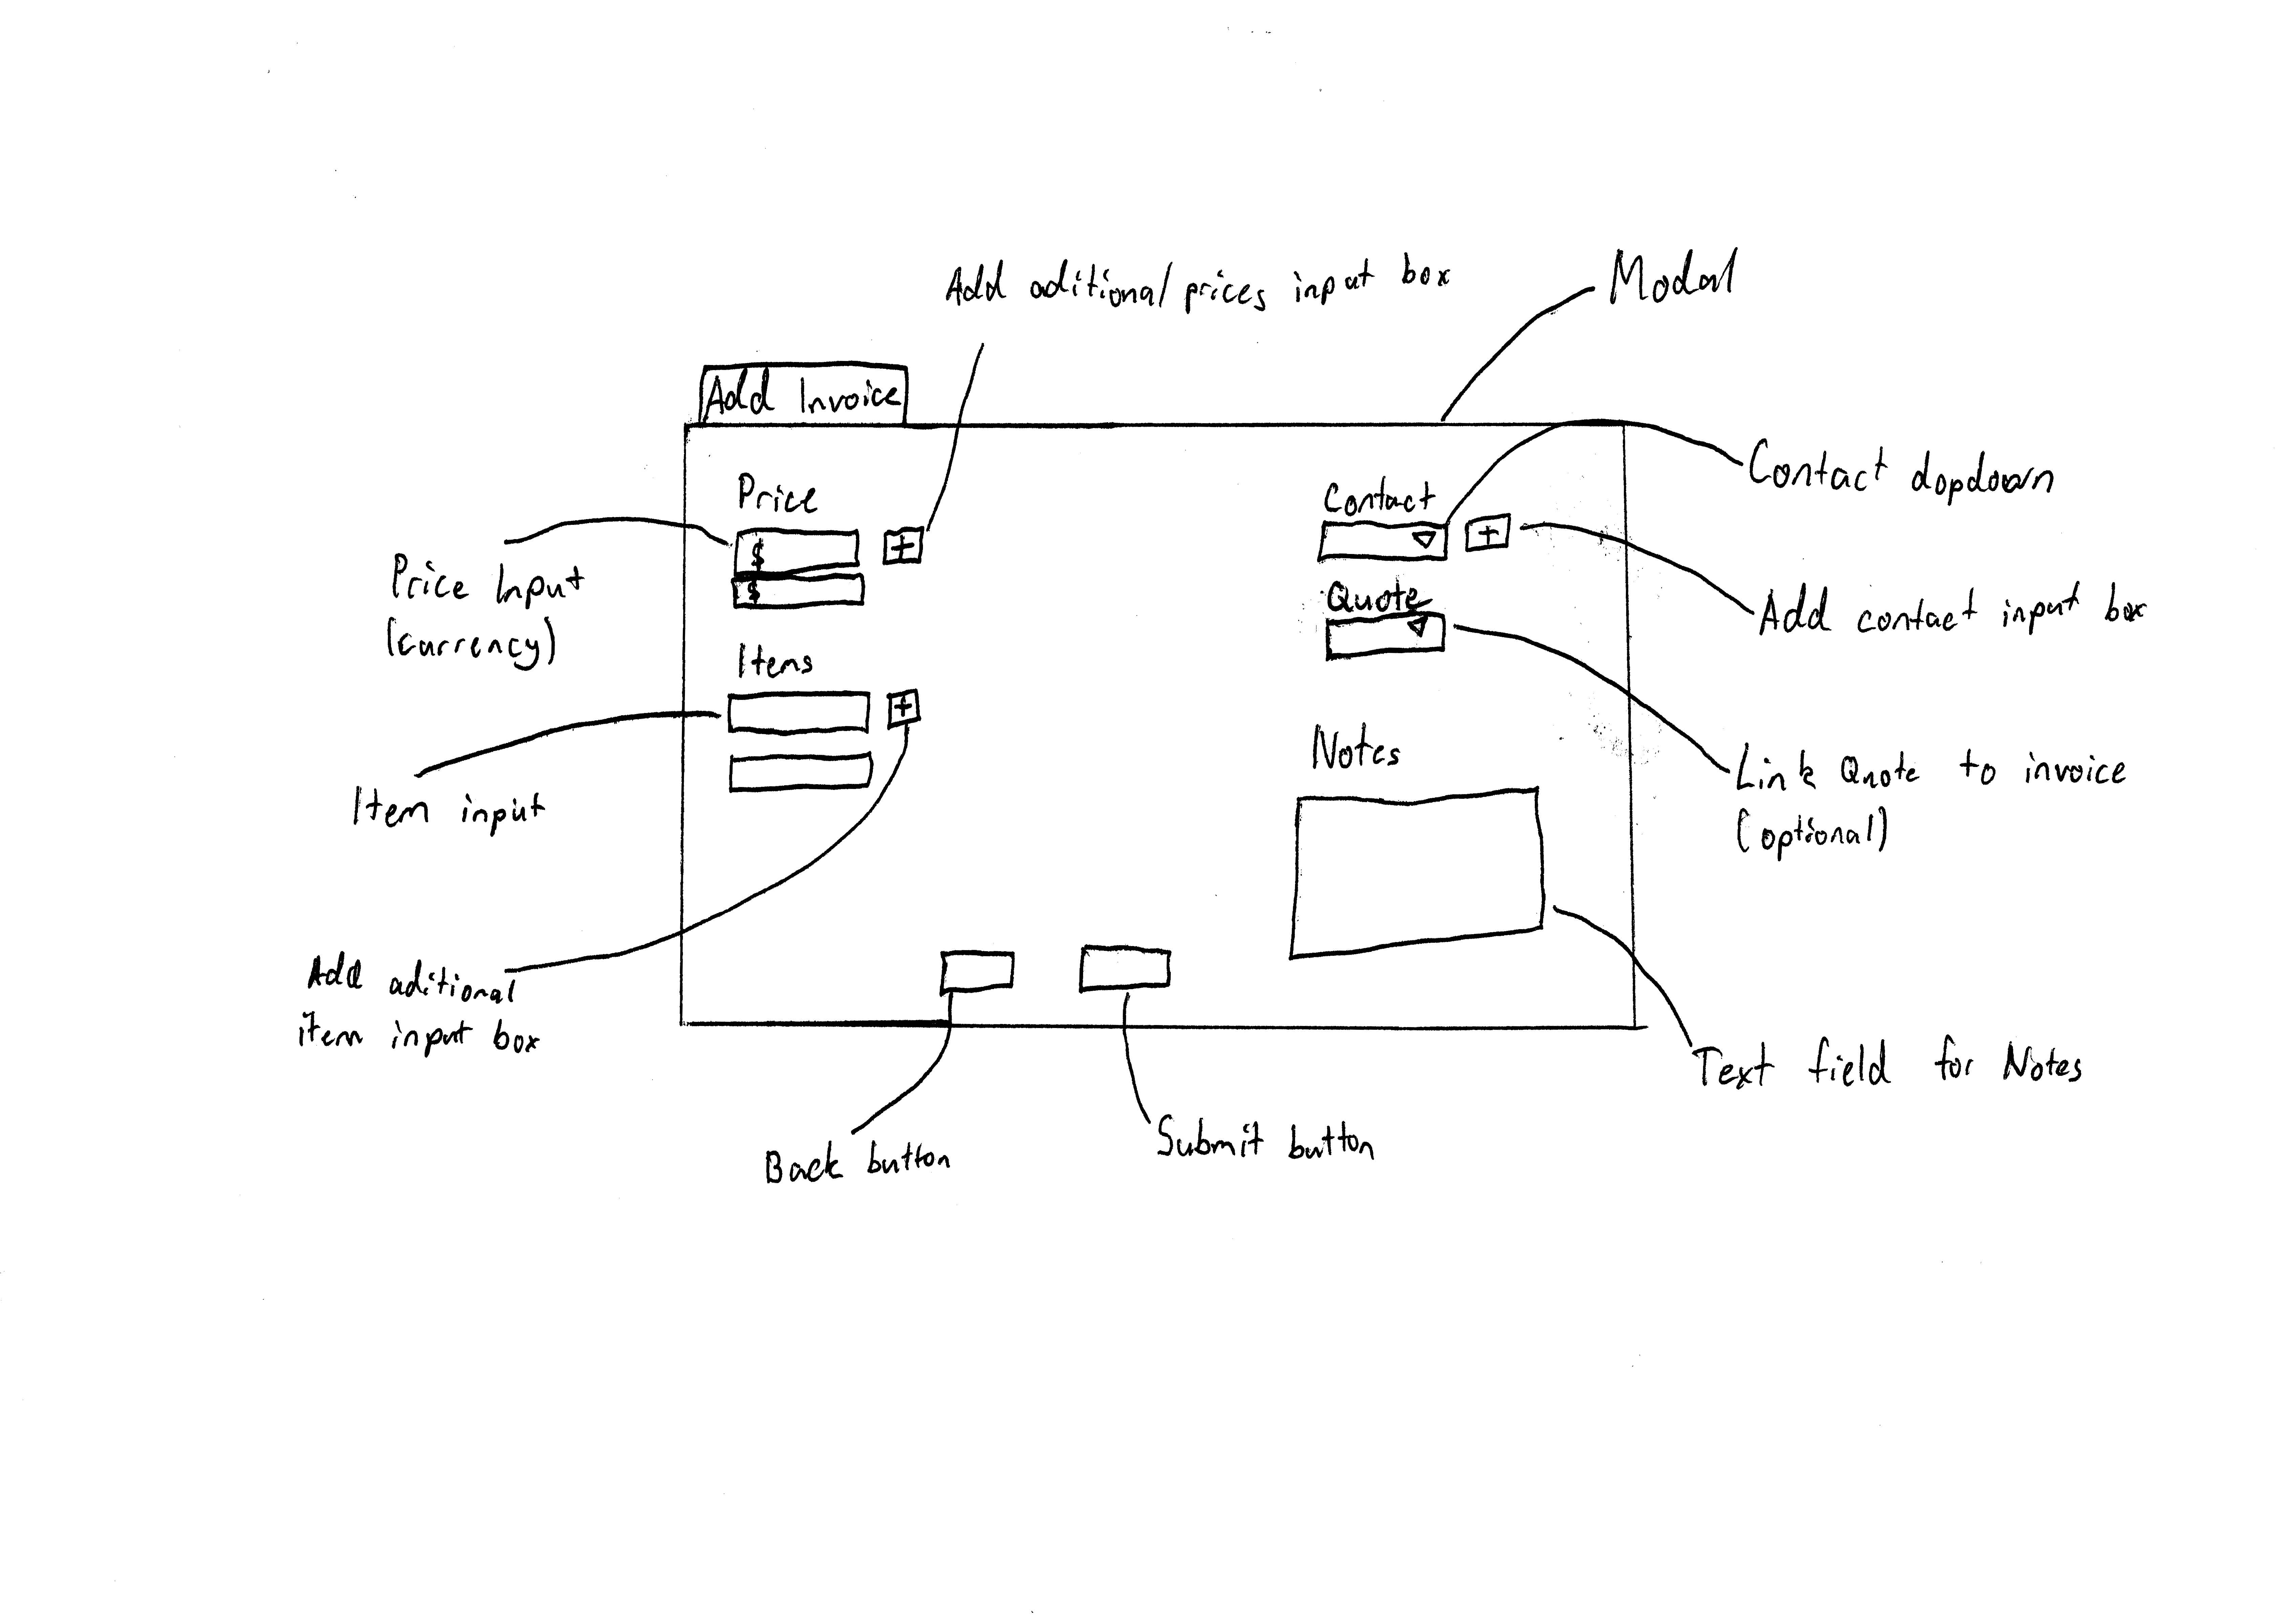 Add aditional prices input box
Modal
Add Invoice
Contact dopdown
Price
Contact
$
+
+
$
Price Input
(currency)
Add contact input box
Quote
Items
+
Notes
Link Quote to invoice
(optional)
Item input
Add aditional
item input box
Text field for Notes
Back button
Submit button